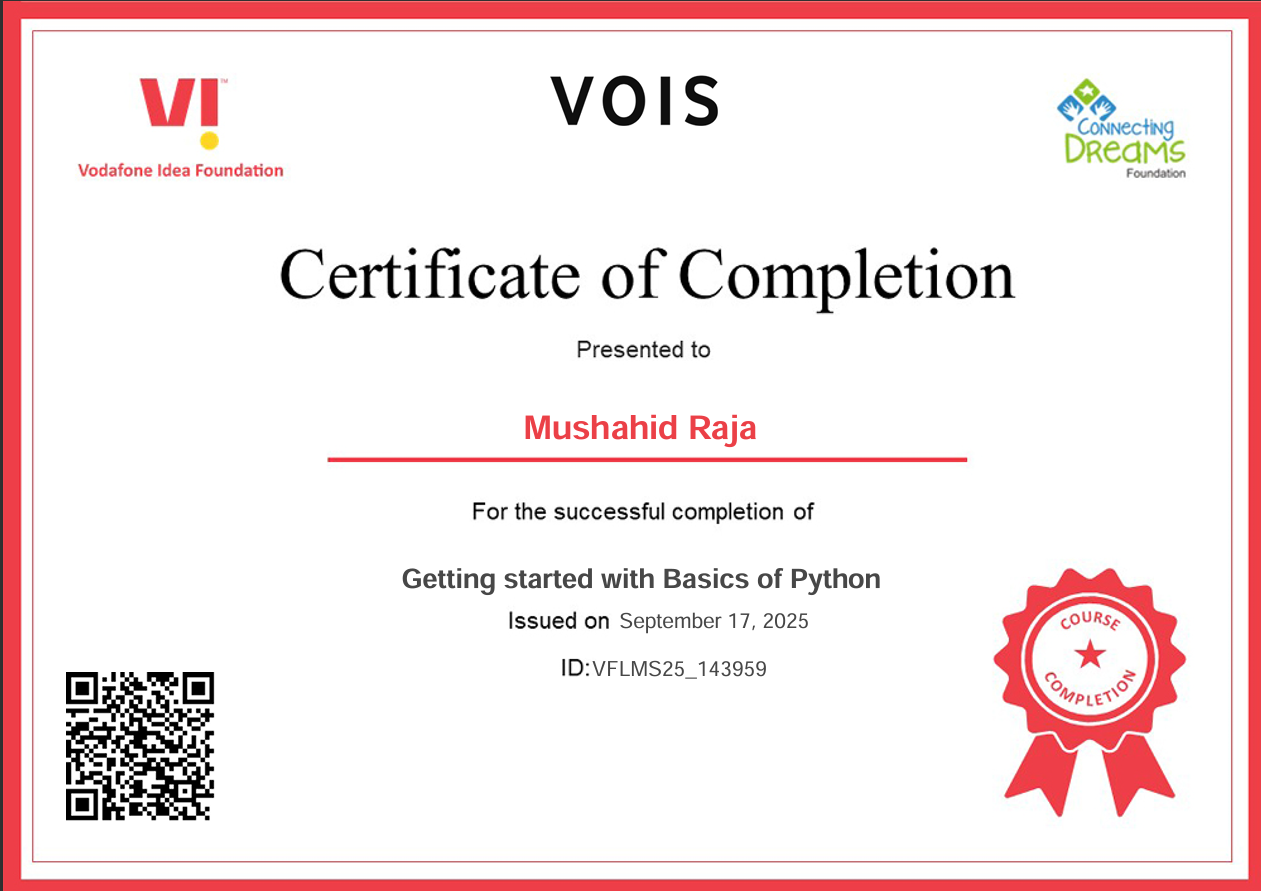 VI™
Vodafone Idea Foundation
VOIS
Connecting
Dreams
Foundation
Certificate of Completion
Presented to
Mushahid Raja
For the successful completion of
Getting started with Basics of Python
Issued on September 17, 2025
ID:VFLMS25_143959
COURSE
COMPLETION